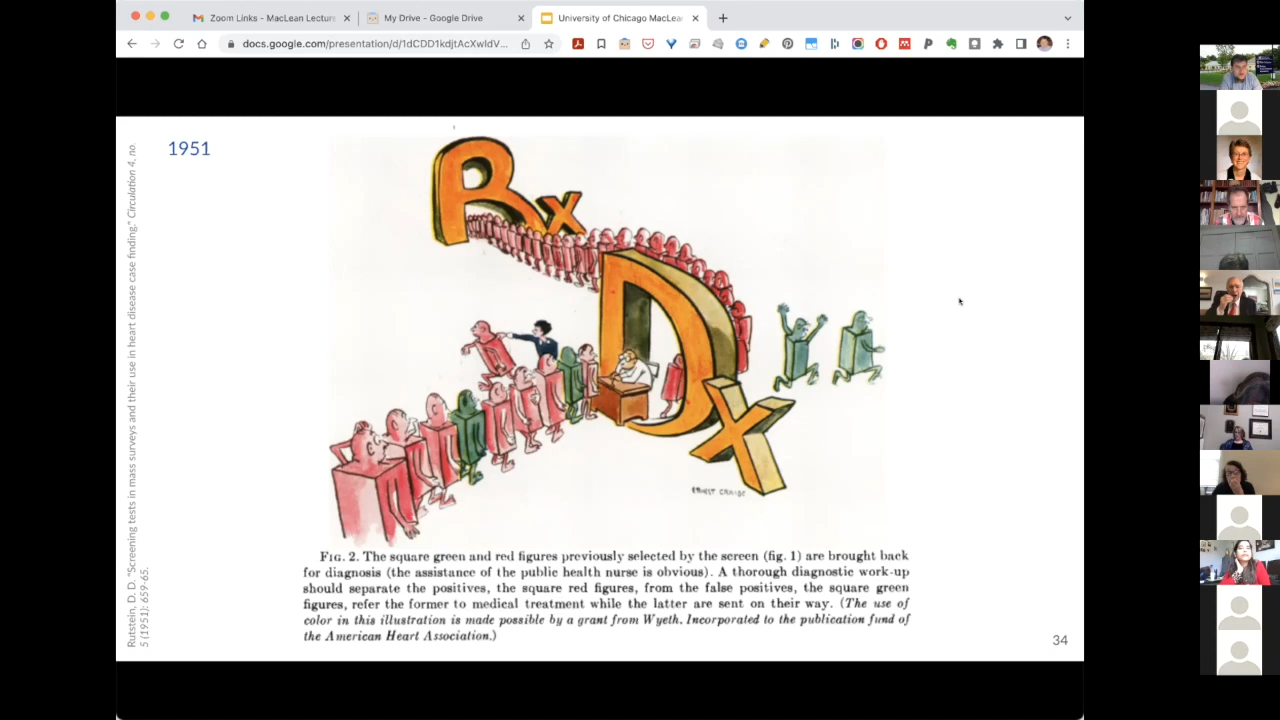 Zoom Links - MacLean Lectur
My Drive - Google Drive
University of Chicago MacLea
docs.google.com/presentation/d/1dCDD1kdjtAcXwIdV...
1951
Rutstein, D. D. "Screening tests in mass surveys and their use in heart disease case finding." Circulation 4, no.
5 (1951): 659-65.
Rx
Dx
FIG. 2. The square green and red figures previously selected by the screen (fig. 1) are brought back
for diagnosis (the assistance of the public health nurse is obvious). A thorough diagnostic work-up
should separate the positives, the square red figures, from the false positives, the square green
figures, refer the former to medical treatment while the latter are sent on their way. (The use of
color in this illustration is made possible by a grant from Wyeth, Incorporated to the publication fund of
the American Heart Association.)
34